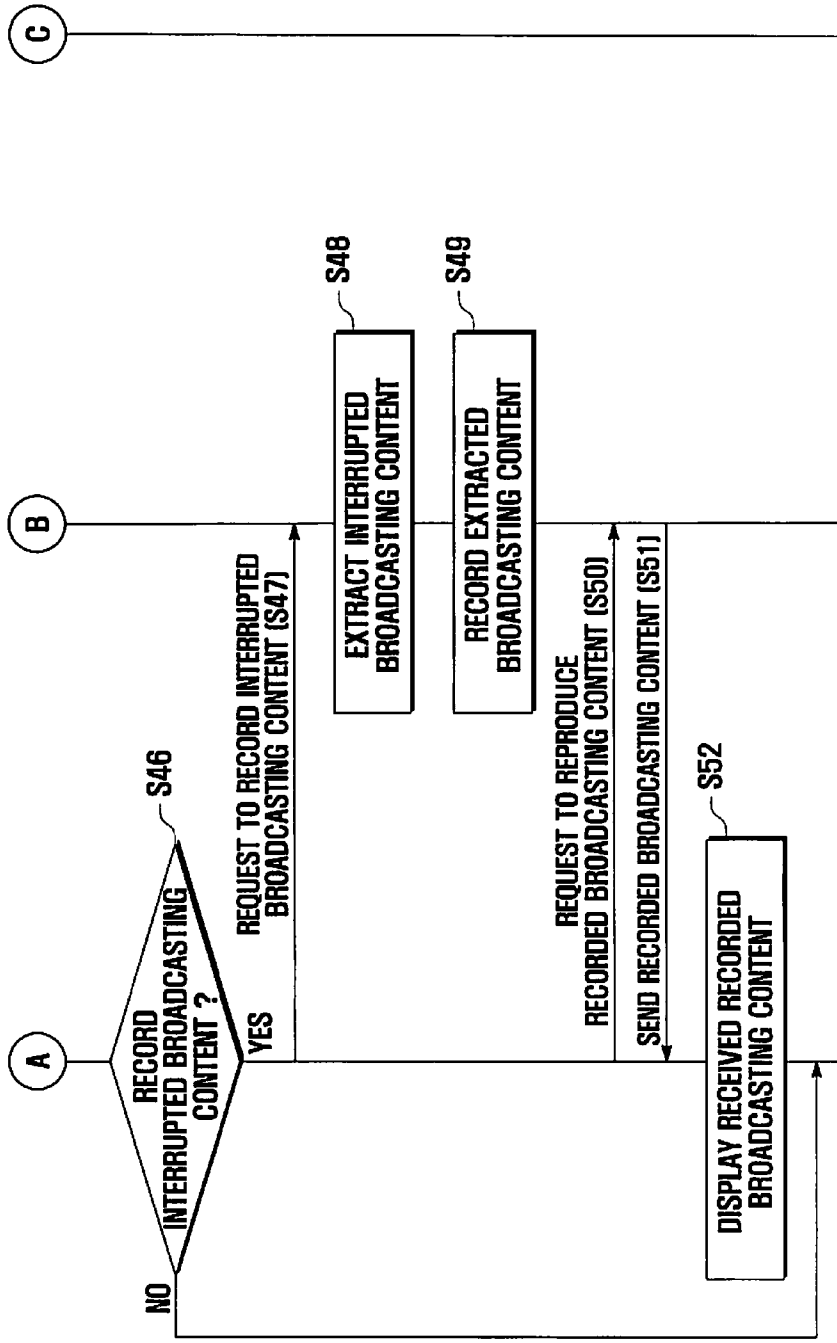 A
B
C
RECORD
INTERRUPTED BROADCASTING
CONTENT ?
S46
NO
YES
REQUEST TO RECORD INTERRUPTED
BROADCASTING CONTENT (S47)
EXTRACT INTERRUPTED
BROADCASTING CONTENT
S48
RECORD EXTRACTED
BROADCASTING CONTENT
S49
REQUEST TO REPRODUCE
RECORDED BROADCASTING CONTENT (S50)
SEND RECORDED BROADCASTING CONTENT (S51)
DISPLAY RECEIVED RECORDED
BROADCASTING CONTENT
S52